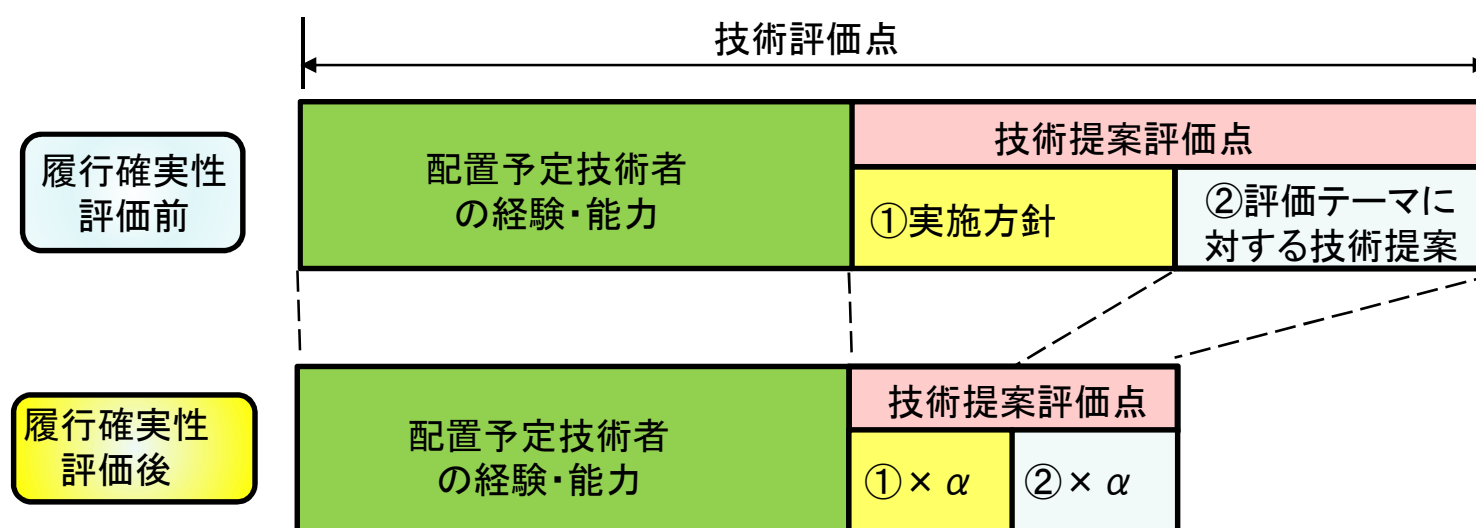 技術評価点
履行確実性
評価前
配置予定技術者
の経験・能力
技術提案評価点
①実施方針
②評価テーマに
対する技術提案
履行確実性
評価後
配置予定技術者
の経験・能力
技術提案評価点
①× α
②× α